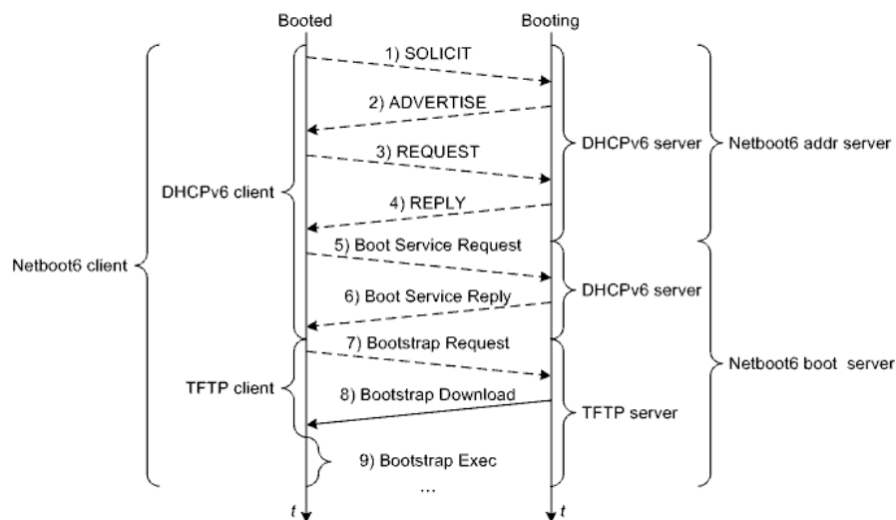 Booted
Booting
1) SOLICIT
2) ADVERTISE
DHCPv6 server
Netboot6 addr server
3) REQUEST
DHCPv6 client
4) REPLY
5) Boot Service Request
Netboot6 client
6) Boot Service Reply
DHCPv6 server
7) Bootstrap Request
Netboot6 boot server
TFTP client
8) Bootstrap Download
TFTP server
9) Bootstrap Exec
...
t
t